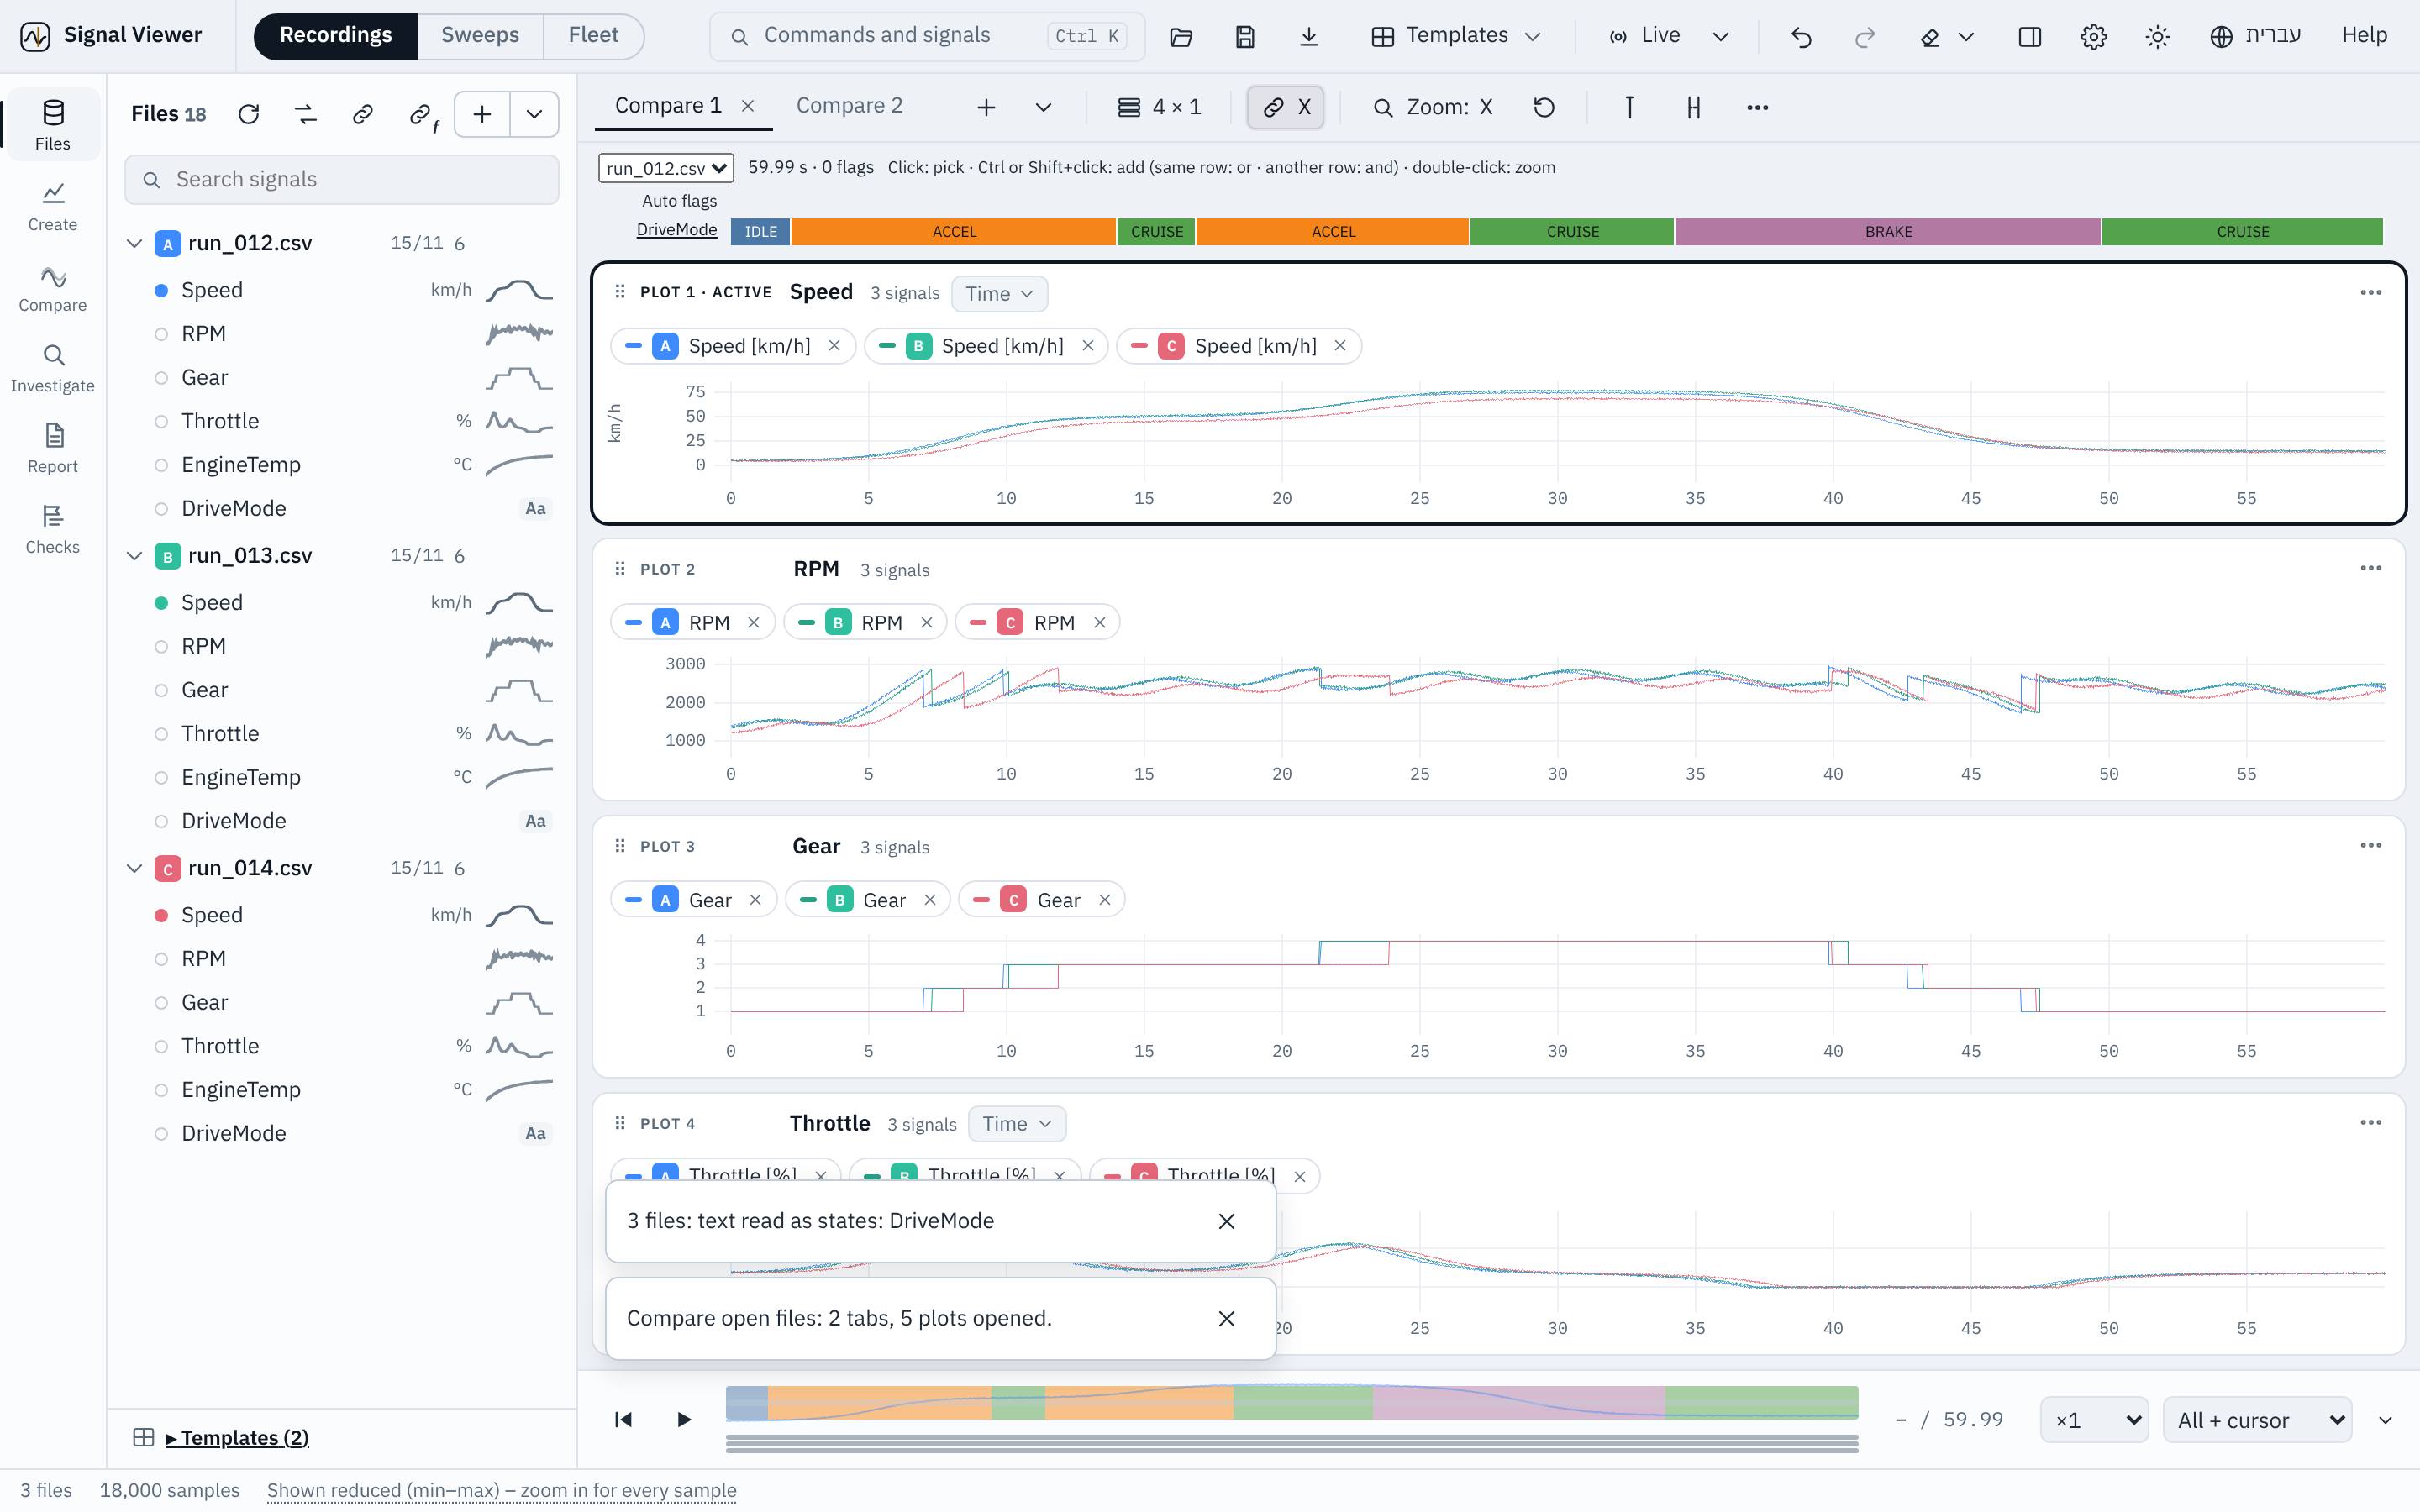 Signal Viewer
Recordings Sweeps Fleet
Commands and signals Ctrl K
Templates Live עברית Help
Files
Create
Compare
Investigate
Report
Checks
Files 18
Search signals
A run_012.csv 15/11 6
Speed km/h
RPM
Gear
Throttle %
EngineTemp °C
DriveMode Aa
B run_013.csv 15/11 6
Speed km/h
RPM
Gear
Throttle %
EngineTemp °C
DriveMode Aa
C run_014.csv 15/11 6
Speed km/h
RPM
Gear
Throttle %
EngineTemp °C
DriveMode Aa
▸ Templates (2)
Compare 1 Compare 2 4 × 1 X Zoom: X
run_012.csv 59.99 s · 0 flags Click: pick · Ctrl or Shift+click: add (same row: or · another row: and) · double-click: zoom
Auto flags
DriveMode IDLE ACCEL CRUISE ACCEL CRUISE BRAKE CRUISE
PLOT 1 · ACTIVE Speed 3 signals Time
A Speed [km/h] B Speed [km/h] C Speed [km/h]
km/h
75
50
25
0
0 5 10 15 20 25 30 35 40 45 50 55
PLOT 2 RPM 3 signals
A RPM B RPM C RPM
3000
2000
1000
0 5 10 15 20 25 30 35 40 45 50 55
PLOT 3 Gear 3 signals
A Gear B Gear C Gear
4
3
2
1
0 5 10 15 20 25 30 35 40 45 50 55
PLOT 4 Throttle 3 signals Time
A Throttle [%] B Throttle [%] C Throttle [%]
3 files: text read as states: DriveMode
Compare open files: 2 tabs, 5 plots opened.
20 25 30 35 40 45 50 55
– / 59.99 ×1 All + cursor
3 files 18,000 samples Shown reduced (min–max) – zoom in for every sample